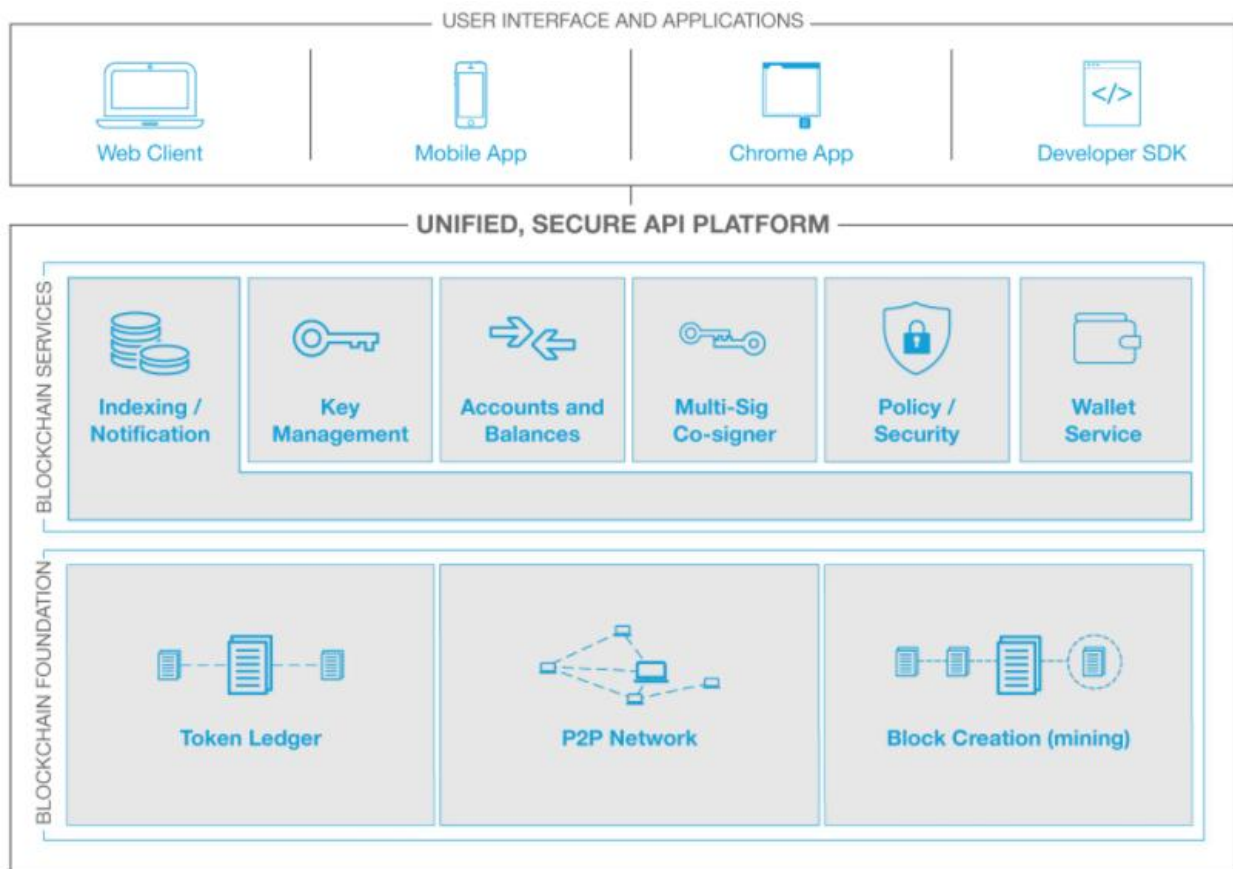 USER INTERFACE AND APPLICATIONS
Web Client
Mobile App
Chrome App
</>
Developer SDK
UNIFIED, SECURE API PLATFORM
BLOCKCHAIN SERVICES
Indexing /
Notification
Key
Management
Accounts and
Balances
Multi-Sig
Co-signer
Policy /
Security
Wallet
Service
BLOCKCHAIN FOUNDATION
Token Ledger
P2P Network
Block Creation (mining)